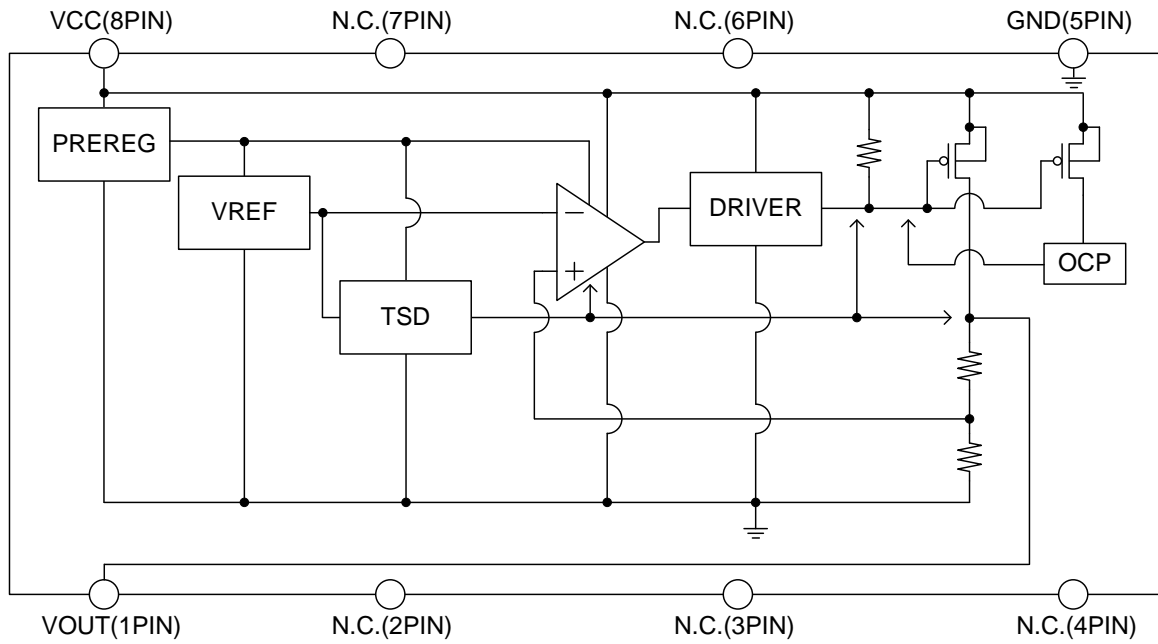 VCC(8PIN)
N.C.(7PIN)
N.C.(6PIN)
GND(5PIN)
PREREG
VREF
DRIVER
OCP
TSD
VOUT(1PIN)
N.C.(2PIN)
N.C.(3PIN)
N.C.(4PIN)